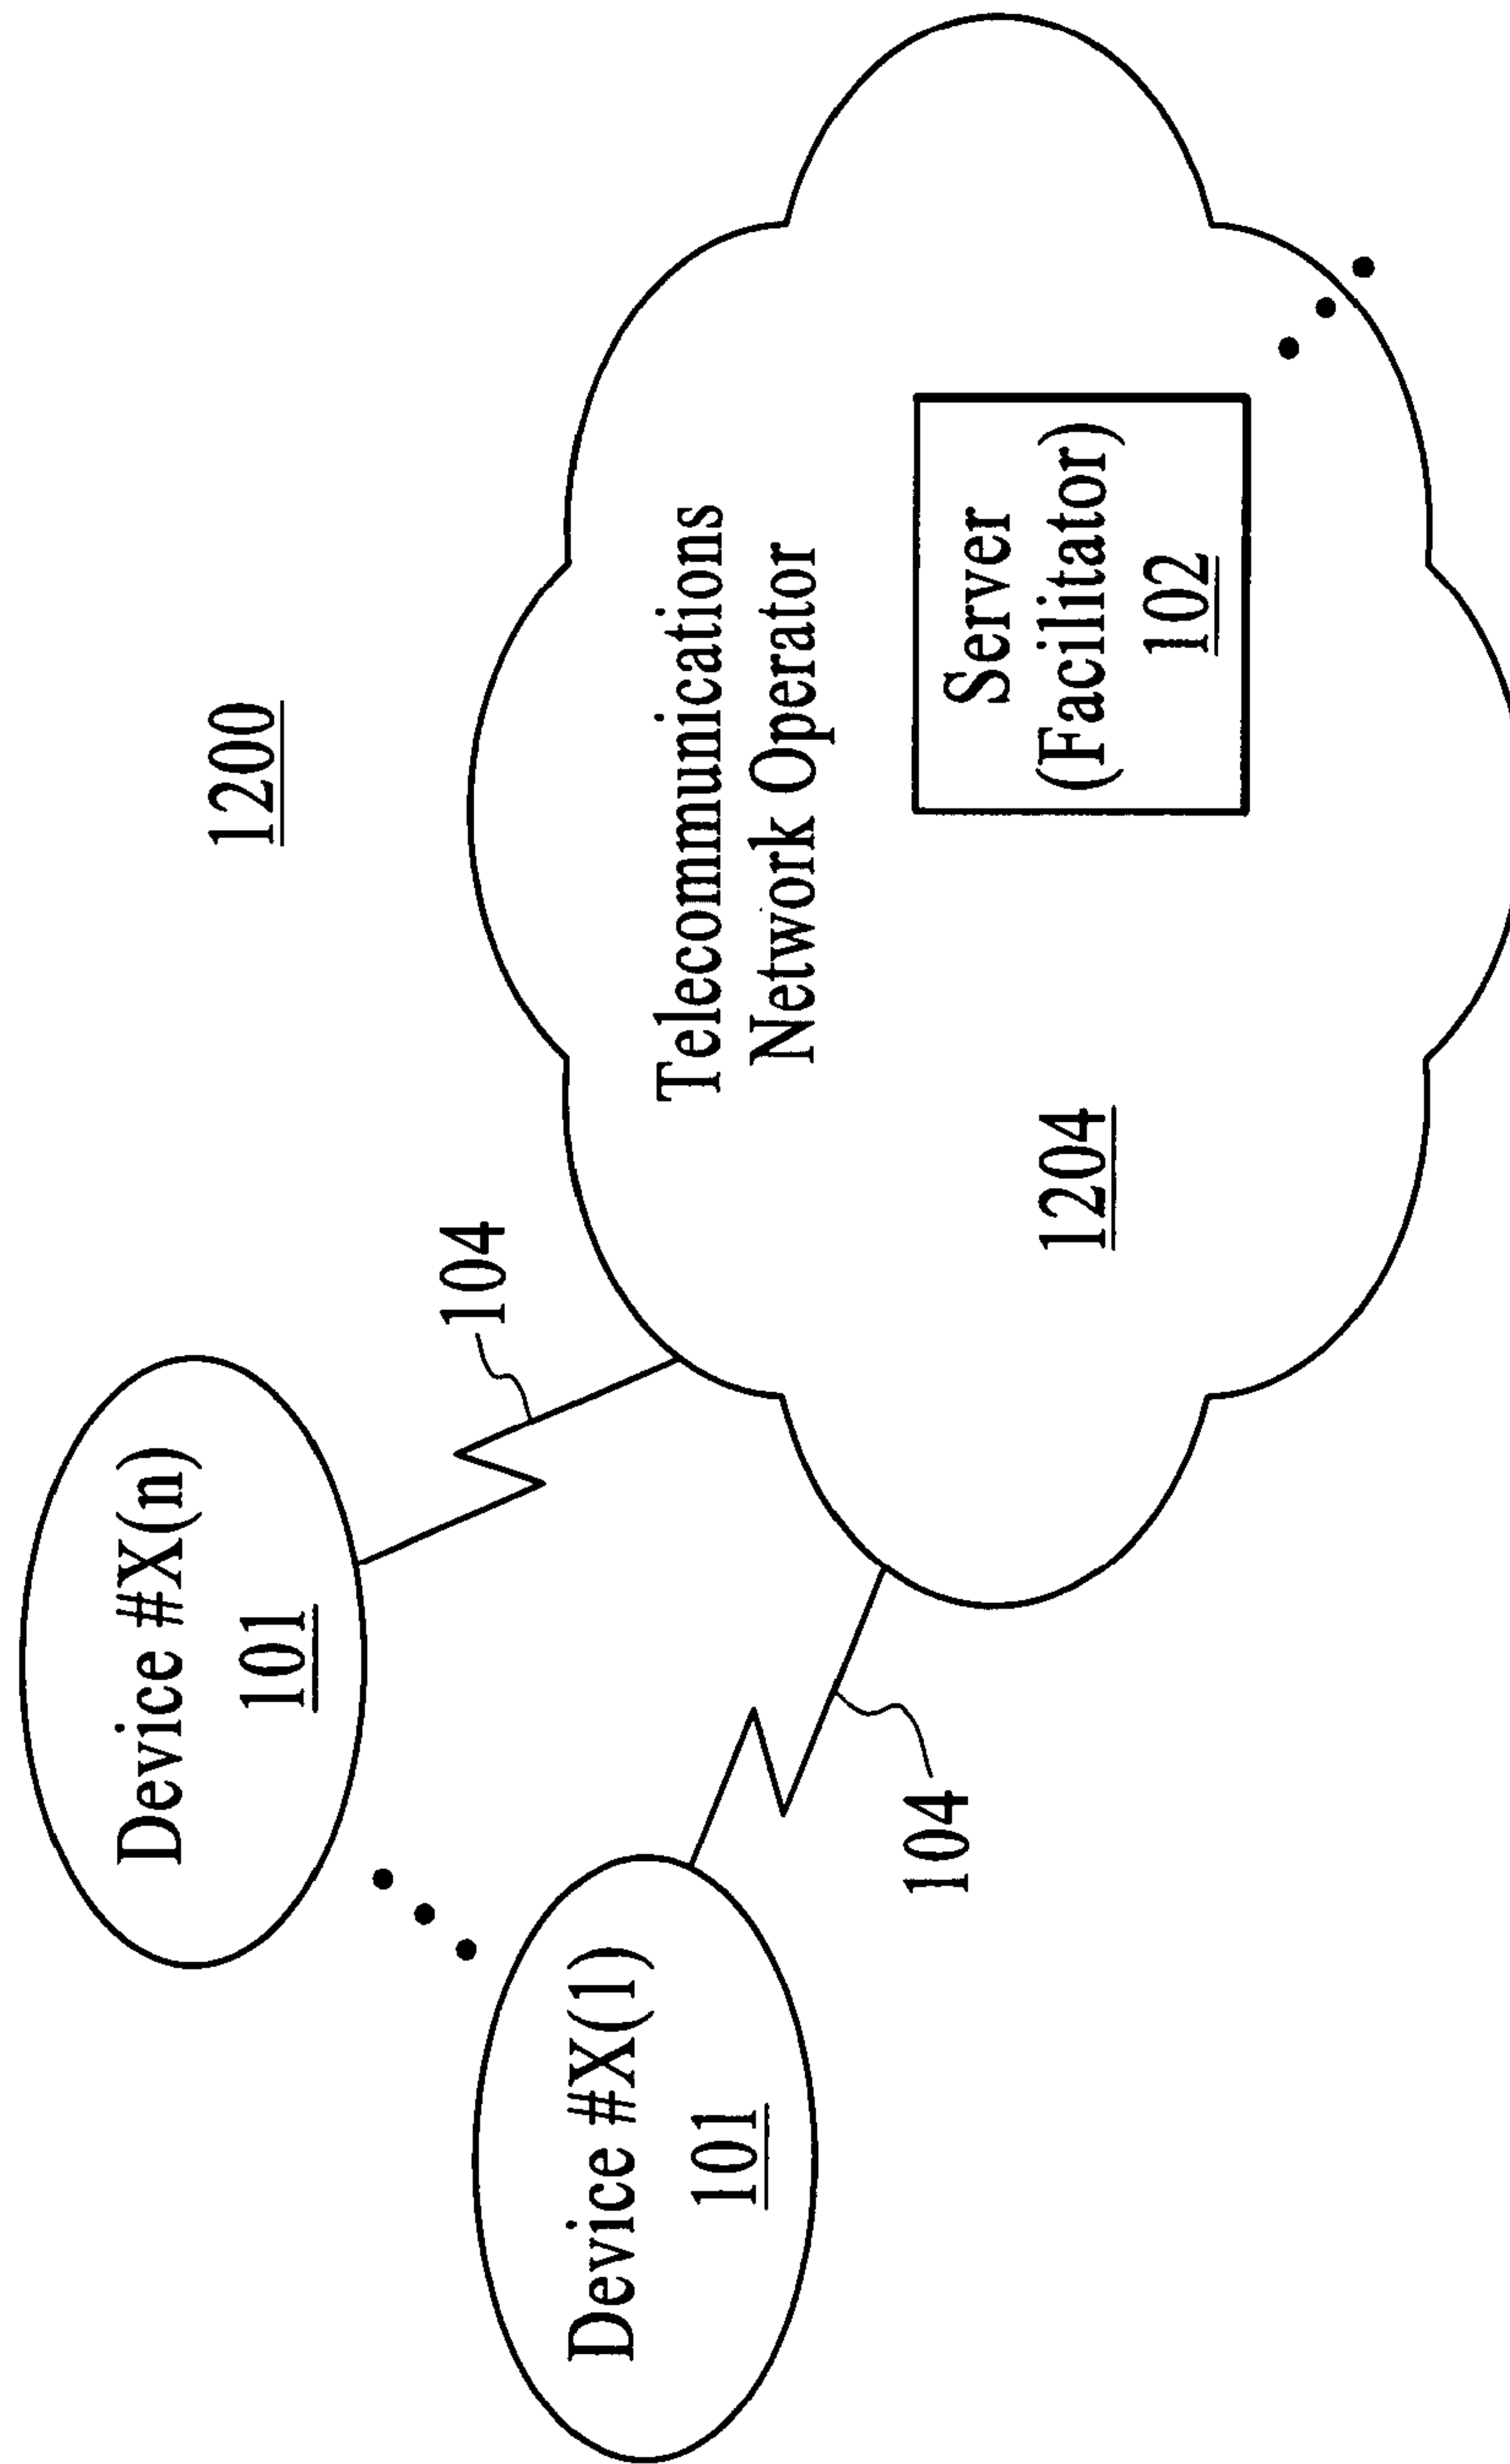 1200
Device #X(n)
101
104
Device #X(1)
101
104
Telecommunications
Network Operator
1204
Server
(Facilitator)
102